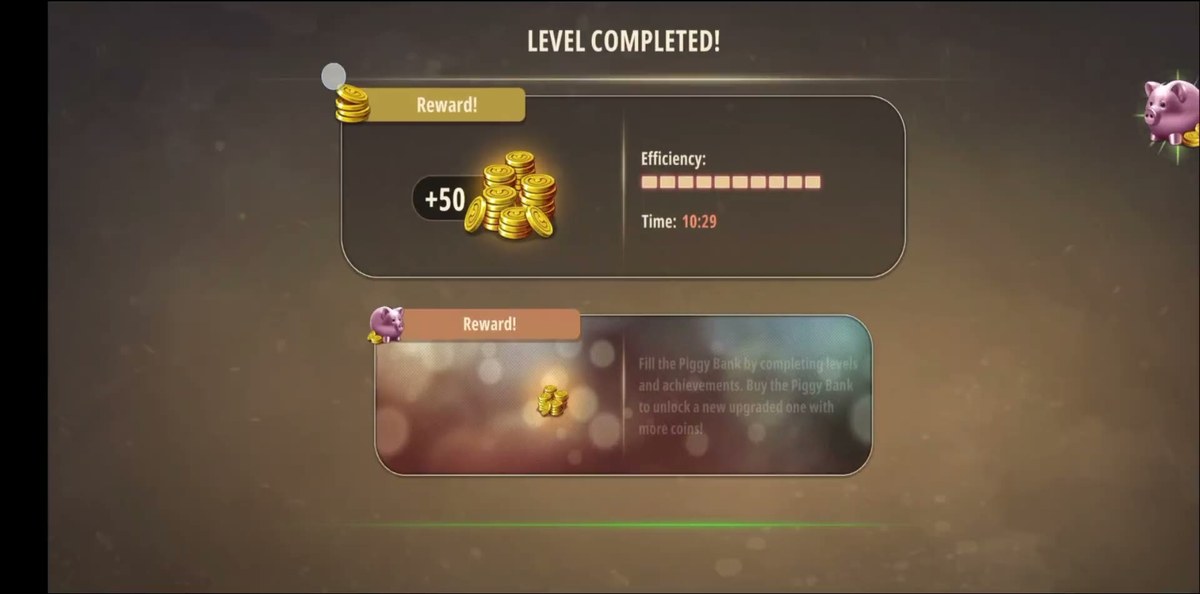 LEVEL COMPLETED!
Reward!
+50
Efficiency:
Time: 10:29
Reward!
Fill the Piggy Bank by completing levels
and achievements. Buy the Piggy Bank
to unlock a new upgraded one with
more coins!